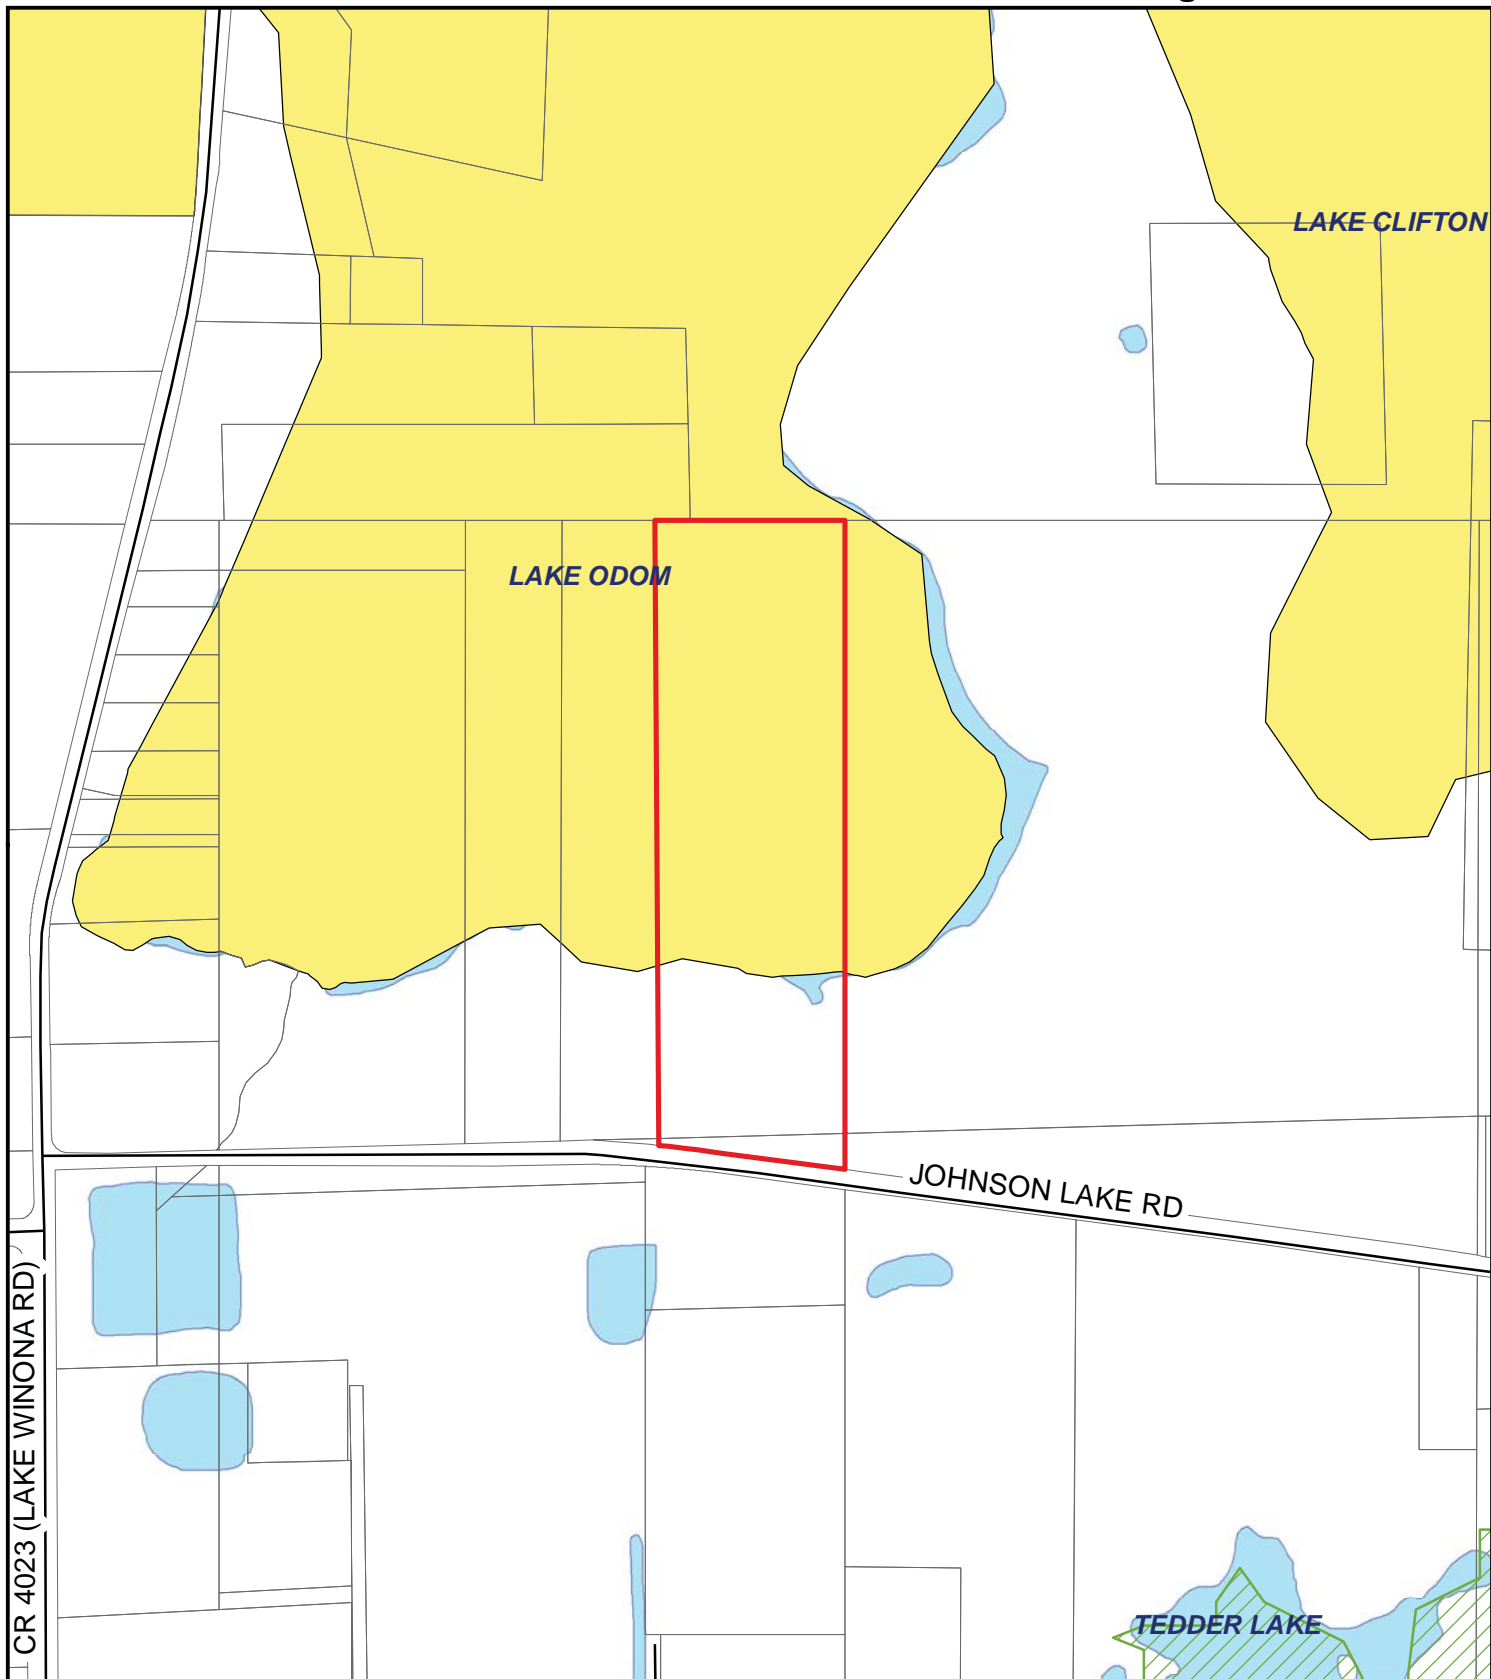 LAKE CLIFTON
LAKE ODOM
JOHNSON LAKE RD
CR 4023 (LAKE WINONA RD)
TEDDER LAKE